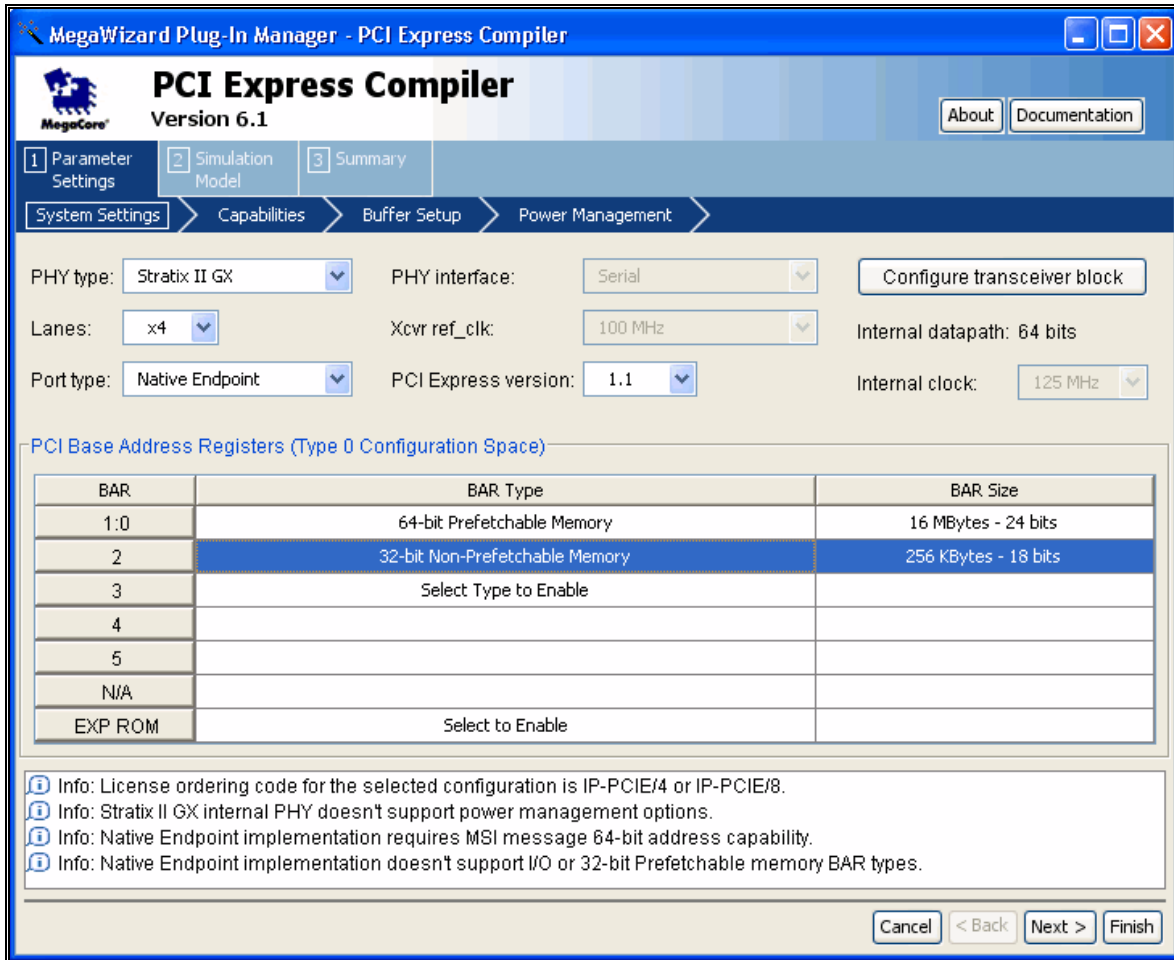 MegaWizard Plug-In Manager - PCI Express Compiler
PCI Express Compiler
MegaCore®
Version 6.1
About Documentation
1 Parameter Settings
2 Simulation Model
3 Summary
System Settings Capabilities Buffer Setup Power Management
PHY type: Stratix II GX PHY interface: Serial Configure transceiver block
Lanes: x4 Xcvr ref_clk: 100 MHz Internal datapath: 64 bits
Port type: Native Endpoint PCI Express version: 1.1 Internal clock: 125 MHz
PCI Base Address Registers (Type 0 Configuration Space)
BAR BAR Type BAR Size
1:0 64-bit Prefetchable Memory 16 MBytes - 24 bits
2 32-bit Non-Prefetchable Memory 256 KBytes - 18 bits
3 Select Type to Enable
4
5
N/A
EXP ROM Select to Enable
Info: License ordering code for the selected configuration is IP-PCIE/4 or IP-PCIE/8.
Info: Stratix II GX internal PHY doesn't support power management options.
Info: Native Endpoint implementation requires MSI message 64-bit address capability.
Info: Native Endpoint implementation doesn't support I/O or 32-bit Prefetchable memory BAR types.
Cancel < Back Next > Finish